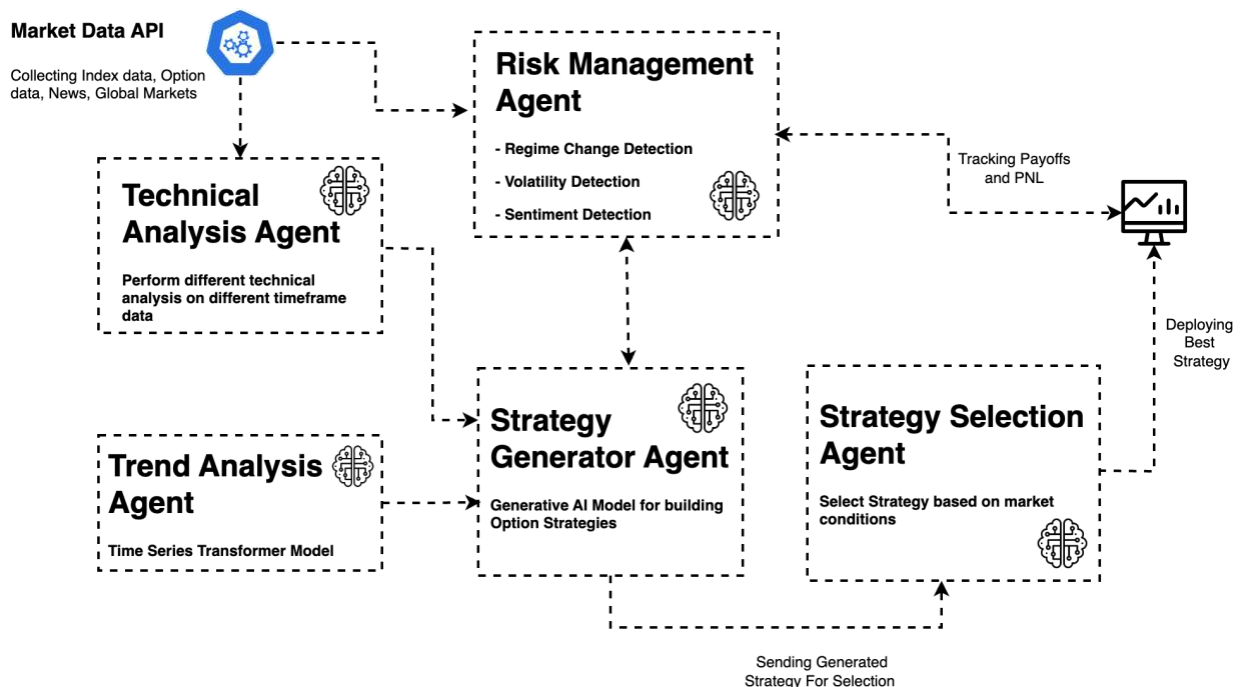 Market Data API
Collecting Index data, Option
data, News, Global Markets
Risk Management
Agent
- Regime Change Detection
- Volatility Detection
- Sentiment Detection
Tracking Payoffs
and PNL
Technical
Analysis Agent
Perform different technical
analysis on different timeframe
data
Deploying
Best
Strategy
Trend Analysis
Agent
Time Series Transformer Model
Strategy
Generator Agent
Generative AI Model for building
Option Strategies
Strategy Selection
Agent
Select Strategy based on market
conditions
Sending Generated
Strategy For Selection